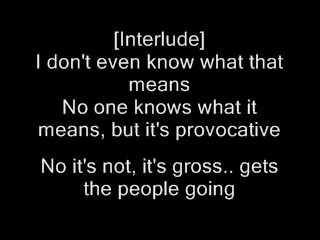 [Interlude]
I don't even know what that
means
No one knows what it
means, but it's provocative
No it's not, it's gross.. gets
the people going